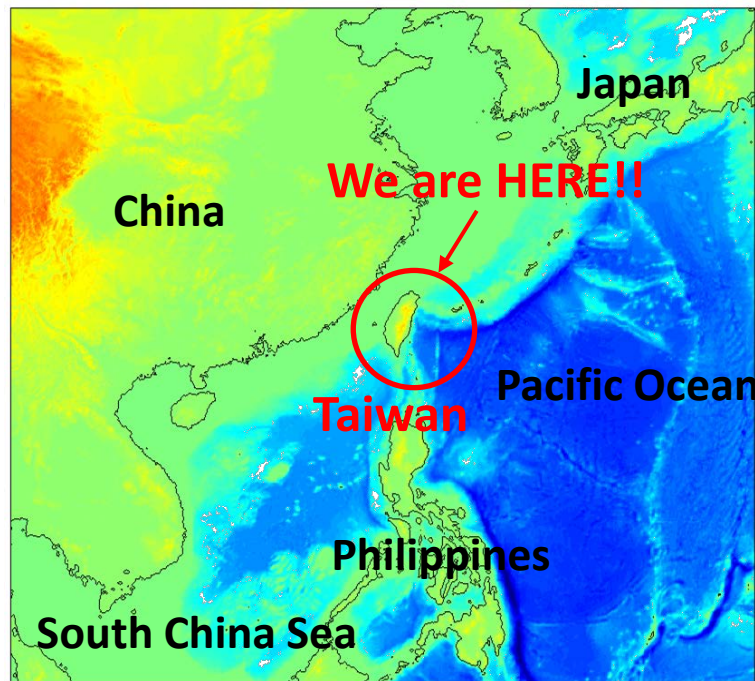 Japan
We are HERE!!
China
Pacific Ocean
Taiwan
Philippines
South China Sea